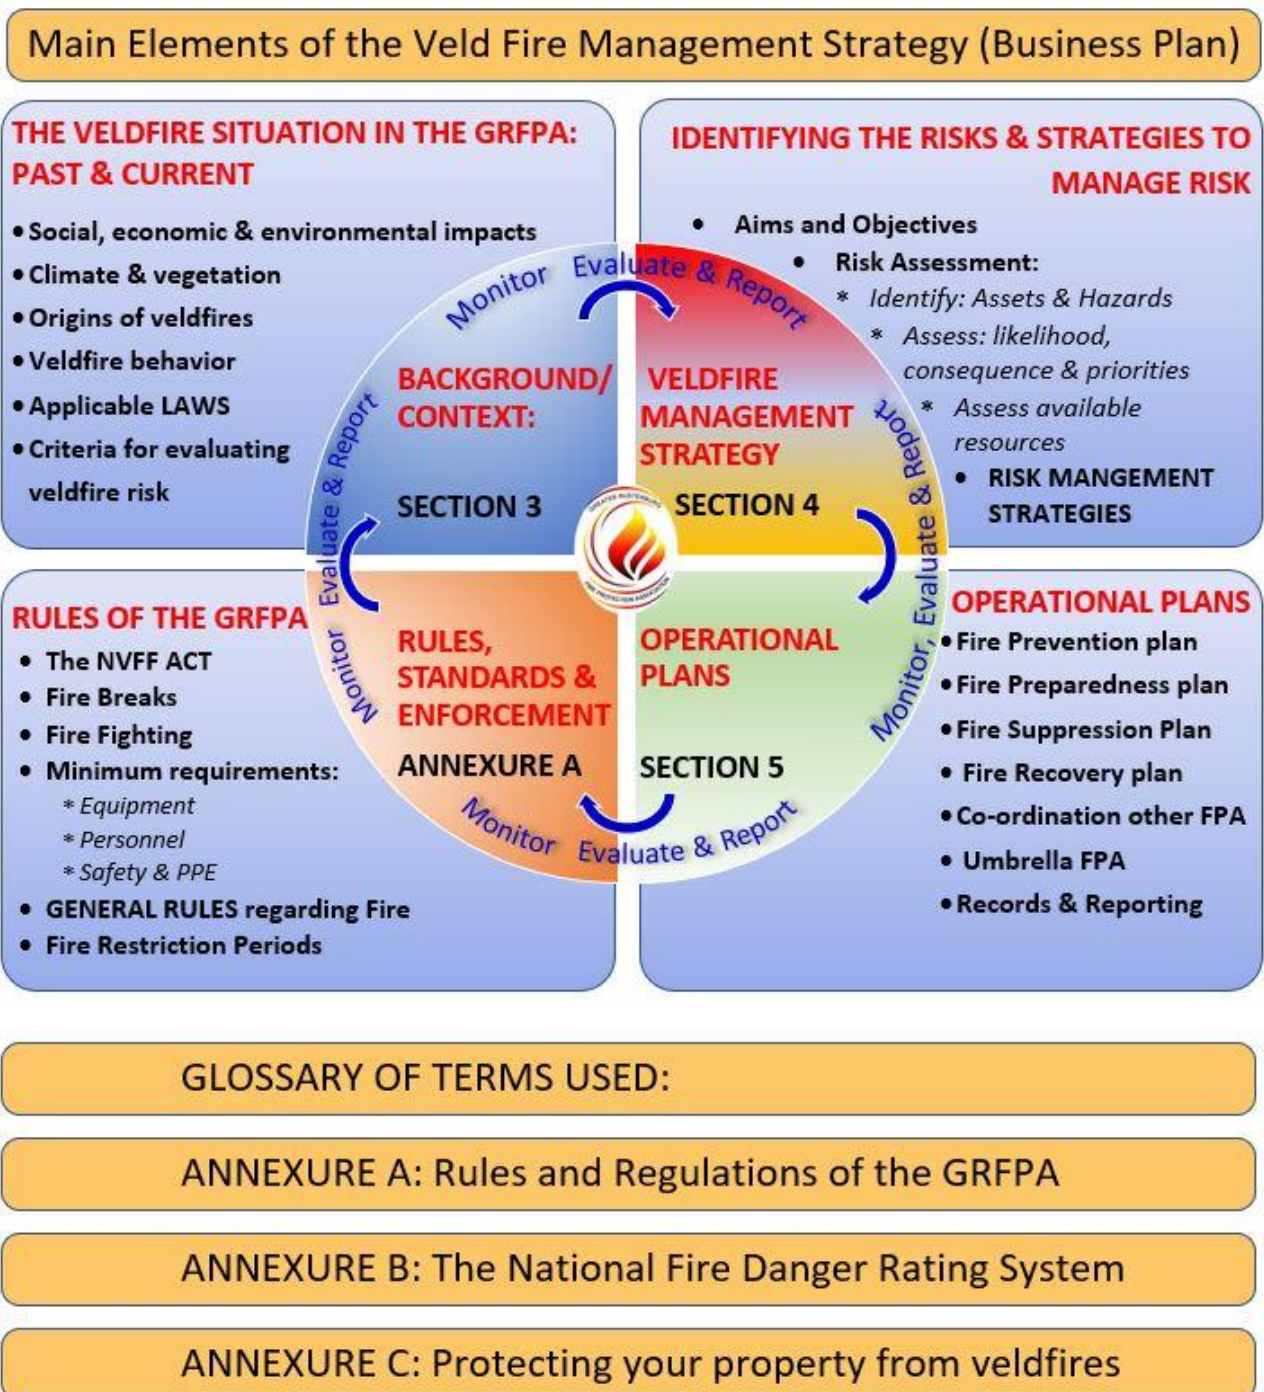 Main Elements of the Veld Fire Management Strategy (Business Plan)
THE VELDFIRE SITUATION IN THE GRFPA:
PAST & CURRENT
• Social, economic & environmental impacts
• Climate & vegetation
• Origins of veldfires
• Veldfire behavior
• Applicable LAWS
• Criteria for evaluating
veldfire risk
IDENTIFYING THE RISKS & STRATEGIES TO
MANAGE RISK
• Aims and Objectives
• Risk Assessment:
* Identify: Assets & Hazards
* Assess: likelihood,
consequence & priorities
* Assess available
resources
• RISK MANGEMENT
STRATEGIES
Monitor Evaluate & Report
BACKGROUND/
CONTEXT:
SECTION 3
VELDFIRE
MANAGEMENT
STRATEGY
SECTION 4
Monitor, Evaluate & Report
OPERATIONAL
PLANS
SECTION 5
Monitor Evaluate & Report
RULES,
STANDARDS &
ENFORCEMENT
ANNEXURE A
Monitor Evaluate & Report
GREATER RUSTENBURG
FIRE PROTECTION ASSOCIATION
RULES OF THE GRFPA
• The NVFF ACT
• Fire Breaks
• Fire Fighting
• Minimum requirements:
* Equipment
* Personnel
* Safety & PPE
• GENERAL RULES regarding Fire
• Fire Restriction Periods
OPERATIONAL PLANS
• Fire Prevention plan
• Fire Preparedness plan
• Fire Suppression Plan
• Fire Recovery plan
• Co-ordination other FPA
• Umbrella FPA
• Records & Reporting
GLOSSARY OF TERMS USED:
ANNEXURE A: Rules and Regulations of the GRFPA
ANNEXURE B: The National Fire Danger Rating System
ANNEXURE C: Protecting your property from veldfires